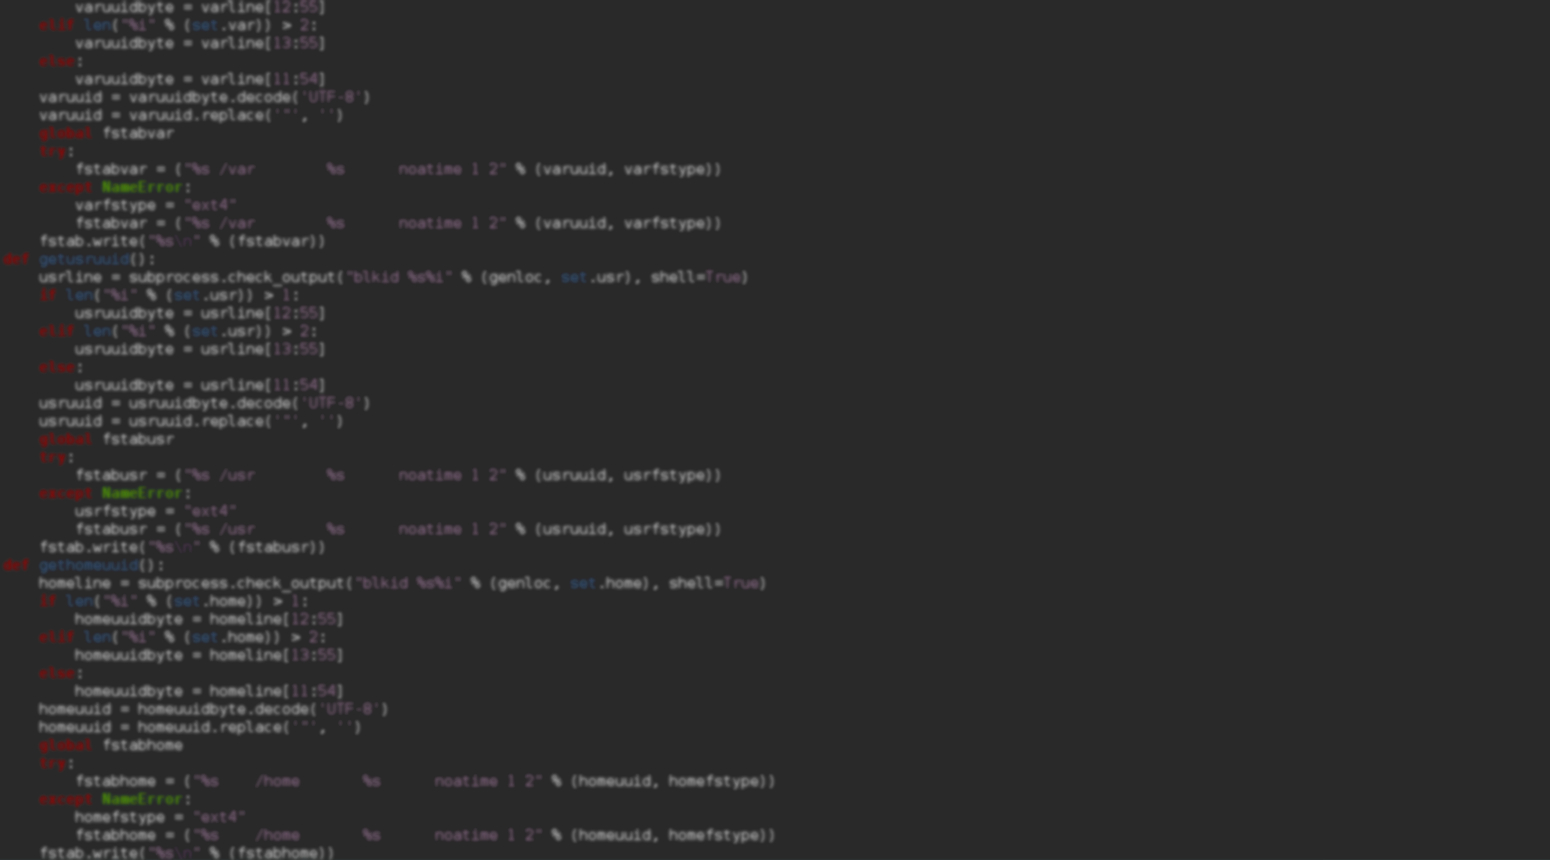 varuuidbyte = varline[12:55]
    elif len("%i" % (set.var)) > 2:
        varuuidbyte = varline[13:55]
    else:
        varuuidbyte = varline[11:54]
    varuuid = varuuidbyte.decode('UTF-8')
    varuuid = varuuid.replace('"', '')
    global fstabvar
    try:
        fstabvar = ("%s /var        %s      noatime 1 2" % (varuuid, varfstype))
    except NameError:
        varfstype = "ext4"
        fstabvar = ("%s /var        %s      noatime 1 2" % (varuuid, varfstype))
    fstab.write("%s\n" % (fstabvar))
def getusruuid():
    usrline = subprocess.check_output("blkid %s%i" % (genloc, set.usr), shell=True)
    if len("%i" % (set.usr)) > 1:
        usruuidbyte = usrline[12:55]
    elif len("%i" % (set.usr)) > 2:
        usruuidbyte = usrline[13:55]
    else:
        usruuidbyte = usrline[11:54]
    usruuid = usruuidbyte.decode('UTF-8')
    usruuid = usruuid.replace('"', '')
    global fstabusr
    try:
        fstabusr = ("%s /usr        %s      noatime 1 2" % (usruuid, usrfstype))
    except NameError:
        usrfstype = "ext4"
        fstabusr = ("%s /usr        %s      noatime 1 2" % (usruuid, usrfstype))
    fstab.write("%s\n" % (fstabusr))
def gethomeuuid():
    homeline = subprocess.check_output("blkid %s%i" % (genloc, set.home), shell=True)
    if len("%i" % (set.home)) > 1:
        homeuuidbyte = homeline[12:55]
    elif len("%i" % (set.home)) > 2:
        homeuuidbyte = homeline[13:55]
    else:
        homeuuidbyte = homeline[11:54]
    homeuuid = homeuuidbyte.decode('UTF-8')
    homeuuid = homeuuid.replace('"', '')
    global fstabhome
    try:
        fstabhome = ("%s    /home       %s      noatime 1 2" % (homeuuid, homefstype))
    except NameError:
        homefstype = "ext4"
        fstabhome = ("%s    /home       %s      noatime 1 2" % (homeuuid, homefstype))
    fstab.write("%s\n" % (fstabhome))